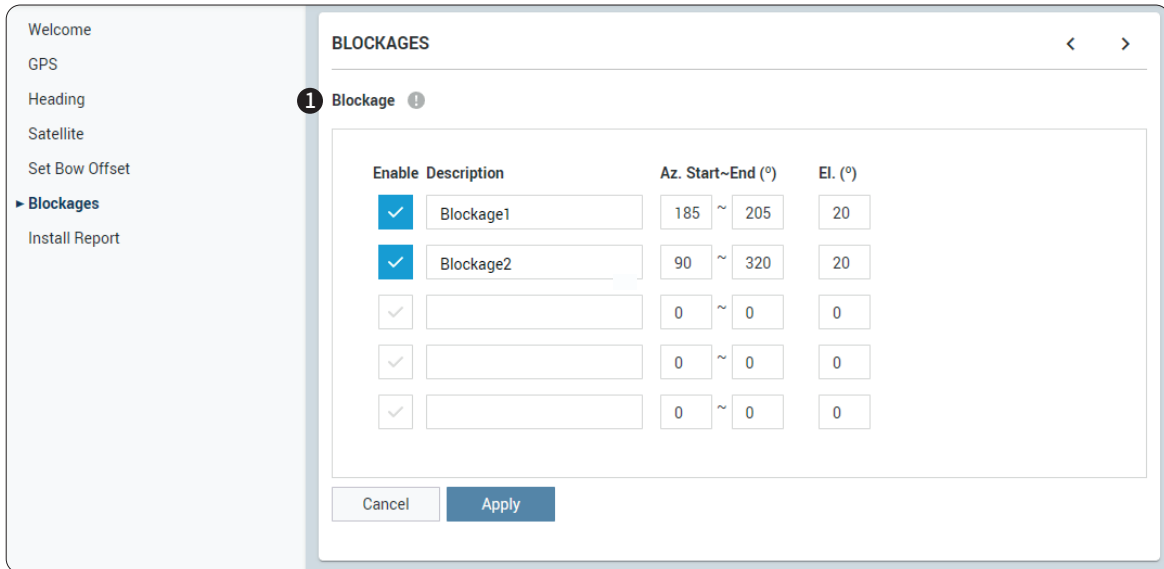 Welcome
GPS
Heading
Satellite
Set Bow Offset
► Blockages
Install Report
BLOCKAGES < >
❶ Blockage !
Enable Description Az. Start~End (º) El. (º)
Blockage1 185 ~ 205 20
Blockage2 90 ~ 320 20
0 ~ 0 0
0 ~ 0 0
0 ~ 0 0
Cancel Apply